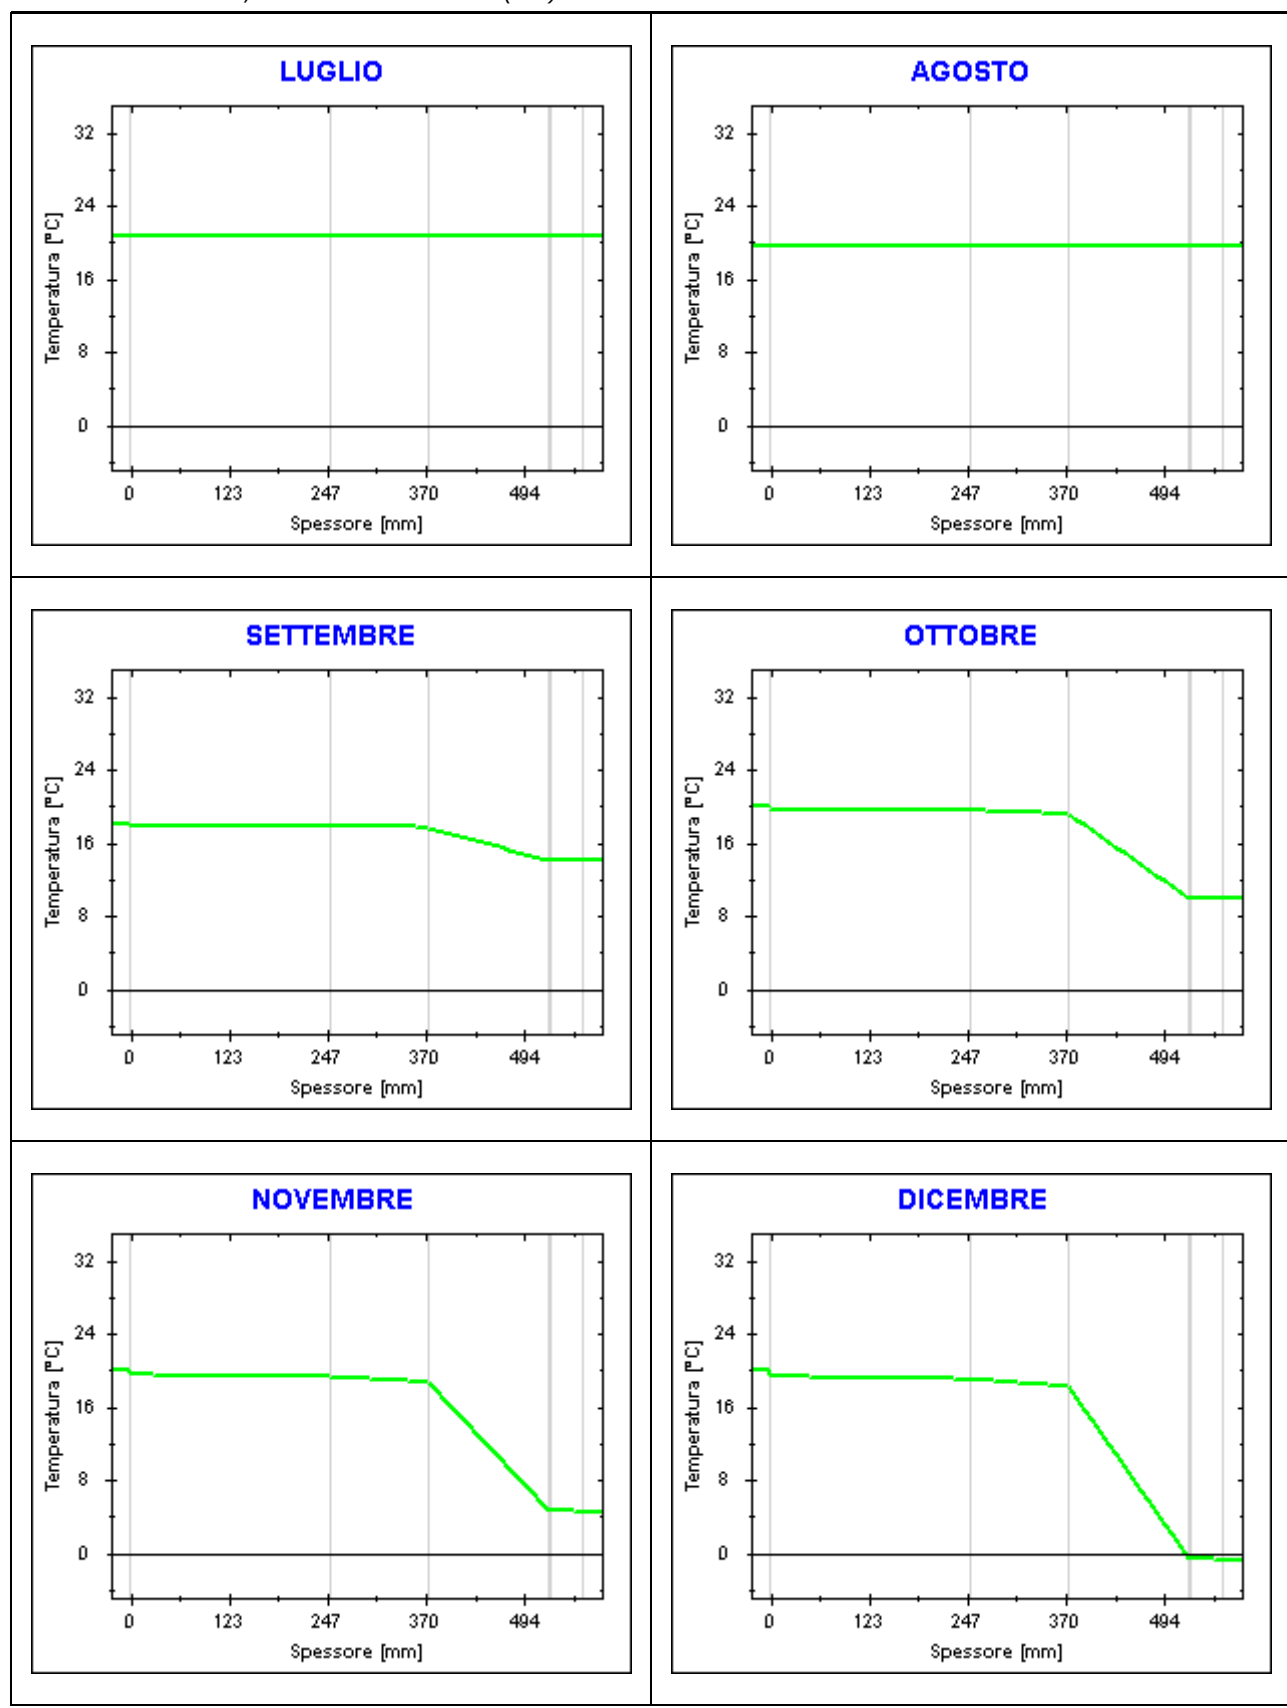 LUGLIO
32
24
16
8
0
Temperatura [°C]
0 123 247 370 494
Spessore [mm]
AGOSTO
32
24
16
8
0
Temperatura [°C]
0 123 247 370 494
Spessore [mm]
SETTEMBRE
32
24
16
8
0
Temperatura [°C]
0 123 247 370 494
Spessore [mm]
OTTOBRE
32
24
16
8
0
Temperatura [°C]
0 123 247 370 494
Spessore [mm]
NOVEMBRE
32
24
16
8
0
Temperatura [°C]
0 123 247 370 494
Spessore [mm]
DICEMBRE
32
24
16
8
0
Temperatura [°C]
0 123 247 370 494
Spessore [mm]